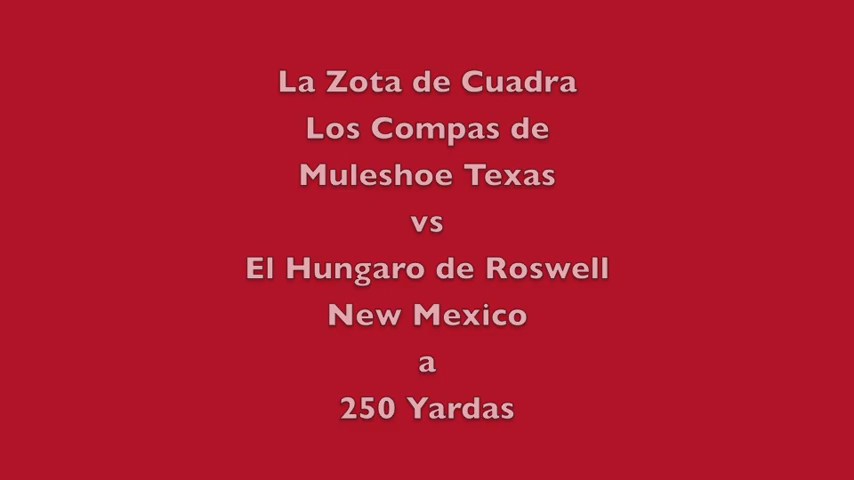 La Zota de Cuadra
Los Compas de
Muleshoe Texas
vs
El Hungaro de Roswell
New Mexico
a
250 Yardas